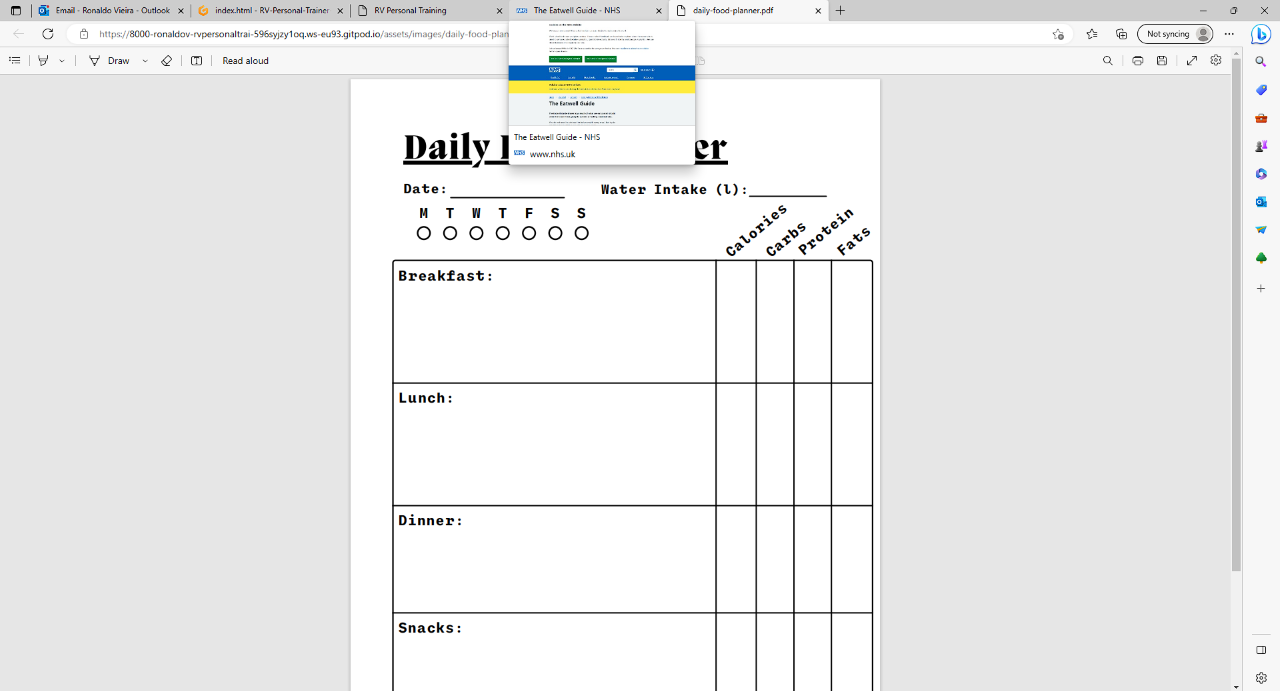 Email - Ronaldo Vieira - Outlook
index.html - RV-Personal-Trainer
RV Personal Training
The Eatwell Guide - NHS
daily-food-planner.pdf
https://8000-ronaldov-rvpersonaltrai-596syjzy1oq.ws-eu93.gitpod.io/assets/images/daily-food-plan
Not syncing
Draw
Read aloud
NHS
The Eatwell Guide
The Eatwell Guide - NHS
NHS www.nhs.uk
Daily
er
Date:
Water Intake (l):
M T W T F S S
Calories
Carbs
Protein
Fats
Breakfast:
Lunch:
Dinner:
Snacks: